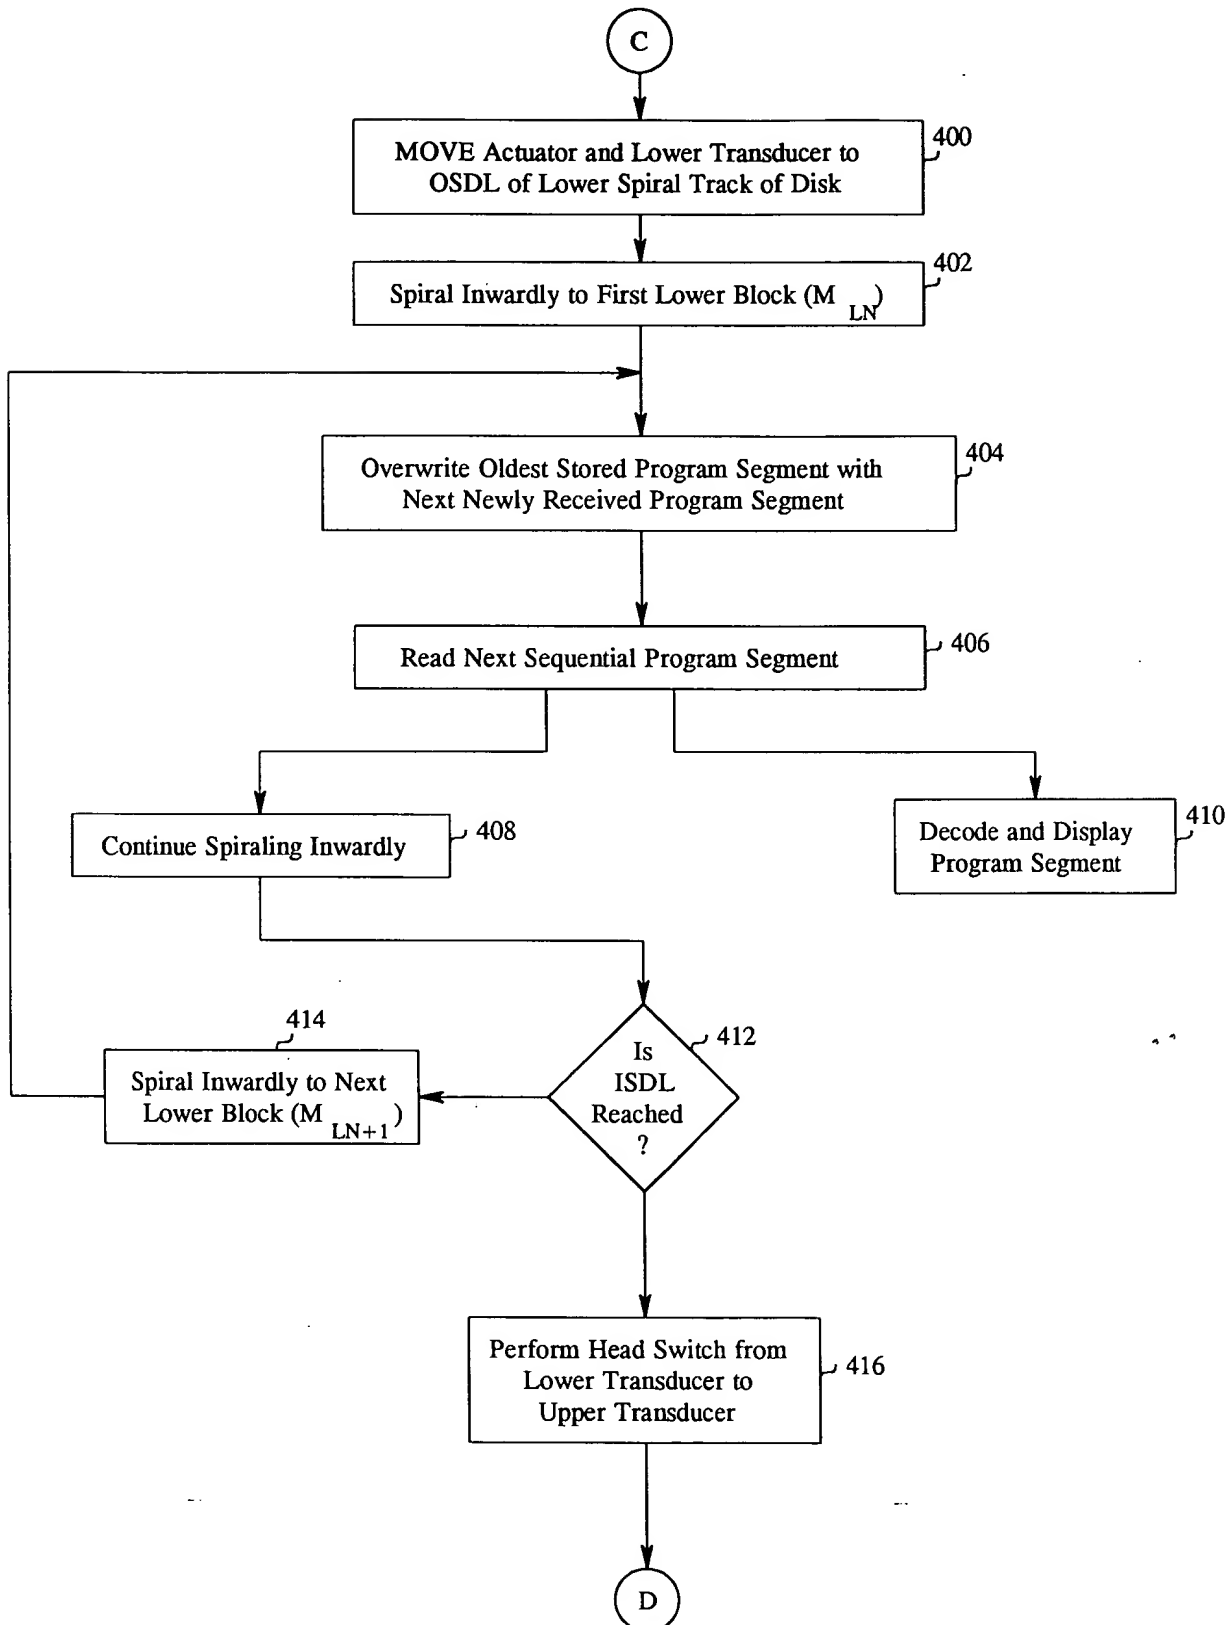 C
MOVE Actuator and Lower Transducer to
OSDL of Lower Spiral Track of Disk
400
Spiral Inwardly to First Lower Block (M LN)
402
Overwrite Oldest Stored Program Segment with
Next Newly Received Program Segment
404
Read Next Sequential Program Segment
406
Continue Spiraling Inwardly
408
Decode and Display
Program Segment
410
Is
ISDL
Reached
?
412
414
Spiral Inwardly to Next
Lower Block (M LN+1)
Perform Head Switch from
Lower Transducer to
Upper Transducer
416
D